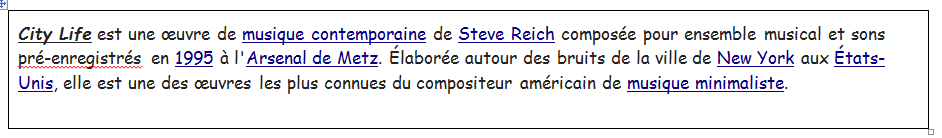 City Life est une œuvre de musique contemporaine de Steve Reich composée pour ensemble musical et sons
pré-enregistrés en 1995 à l'Arsenal de Metz. Élaborée autour des bruits de la ville de New York aux États-
Unis, elle est une des œuvres les plus connues du compositeur américain de musique minimaliste.